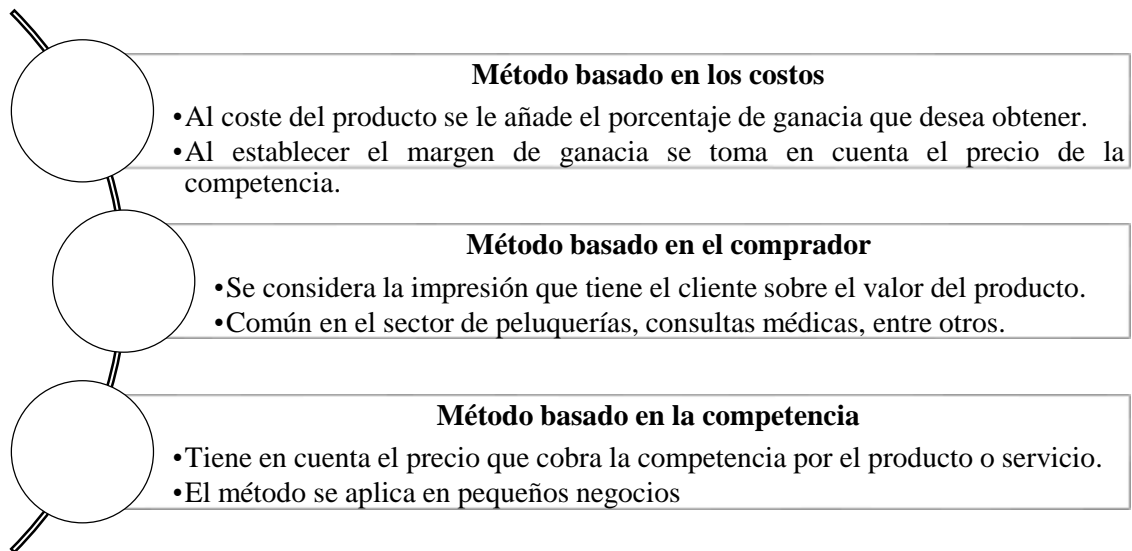 Método basado en los costos
•Al coste del producto se le añade el porcentaje de ganacia que desea obtener.
•Al establecer el margen de ganacia se toma en cuenta el precio de la
competencia.
Método basado en el comprador
•Se considera la impresión que tiene el cliente sobre el valor del producto.
•Común en el sector de peluquerías, consultas médicas, entre otros.
Método basado en la competencia
•Tiene en cuenta el precio que cobra la competencia por el producto o servicio.
•El método se aplica en pequeños negocios